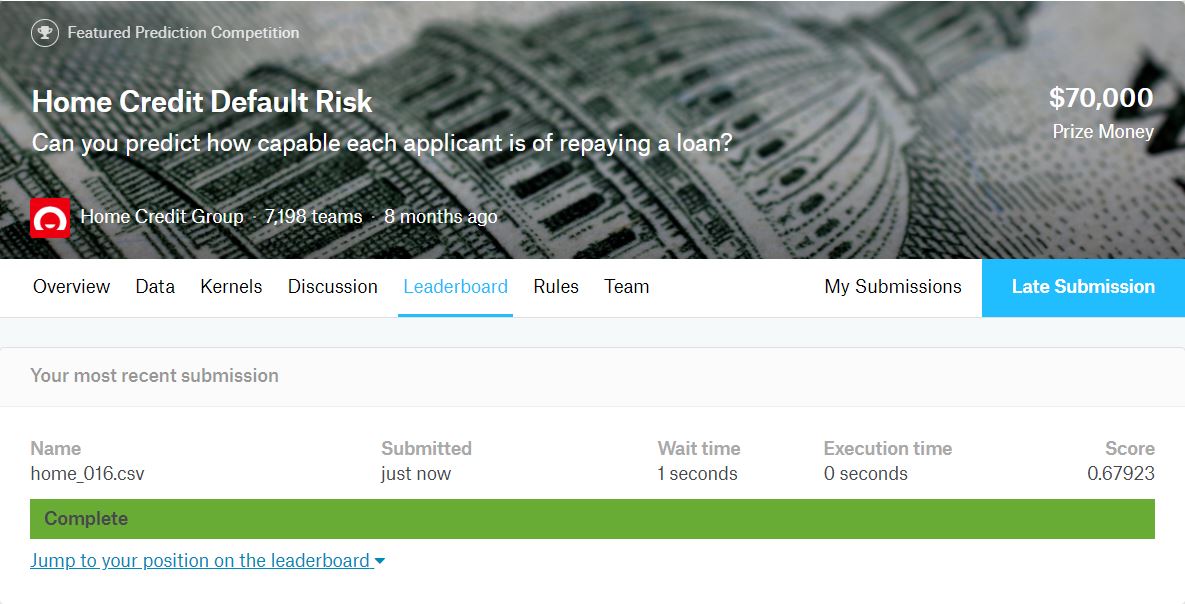 Featured Prediction Competition
Home Credit Default Risk
$70,000
Can you predict how capable each applicant is of repaying a loan?
Prize Money
Home Credit Group · 7,198 teams · 8 months ago
Overview Data Kernels Discussion Leaderboard Rules Team My Submissions Late Submission
Your most recent submission
Name Submitted Wait time Execution time Score
home_016.csv just now 1 seconds 0 seconds 0.67923
Complete
Jump to your position on the leaderboard